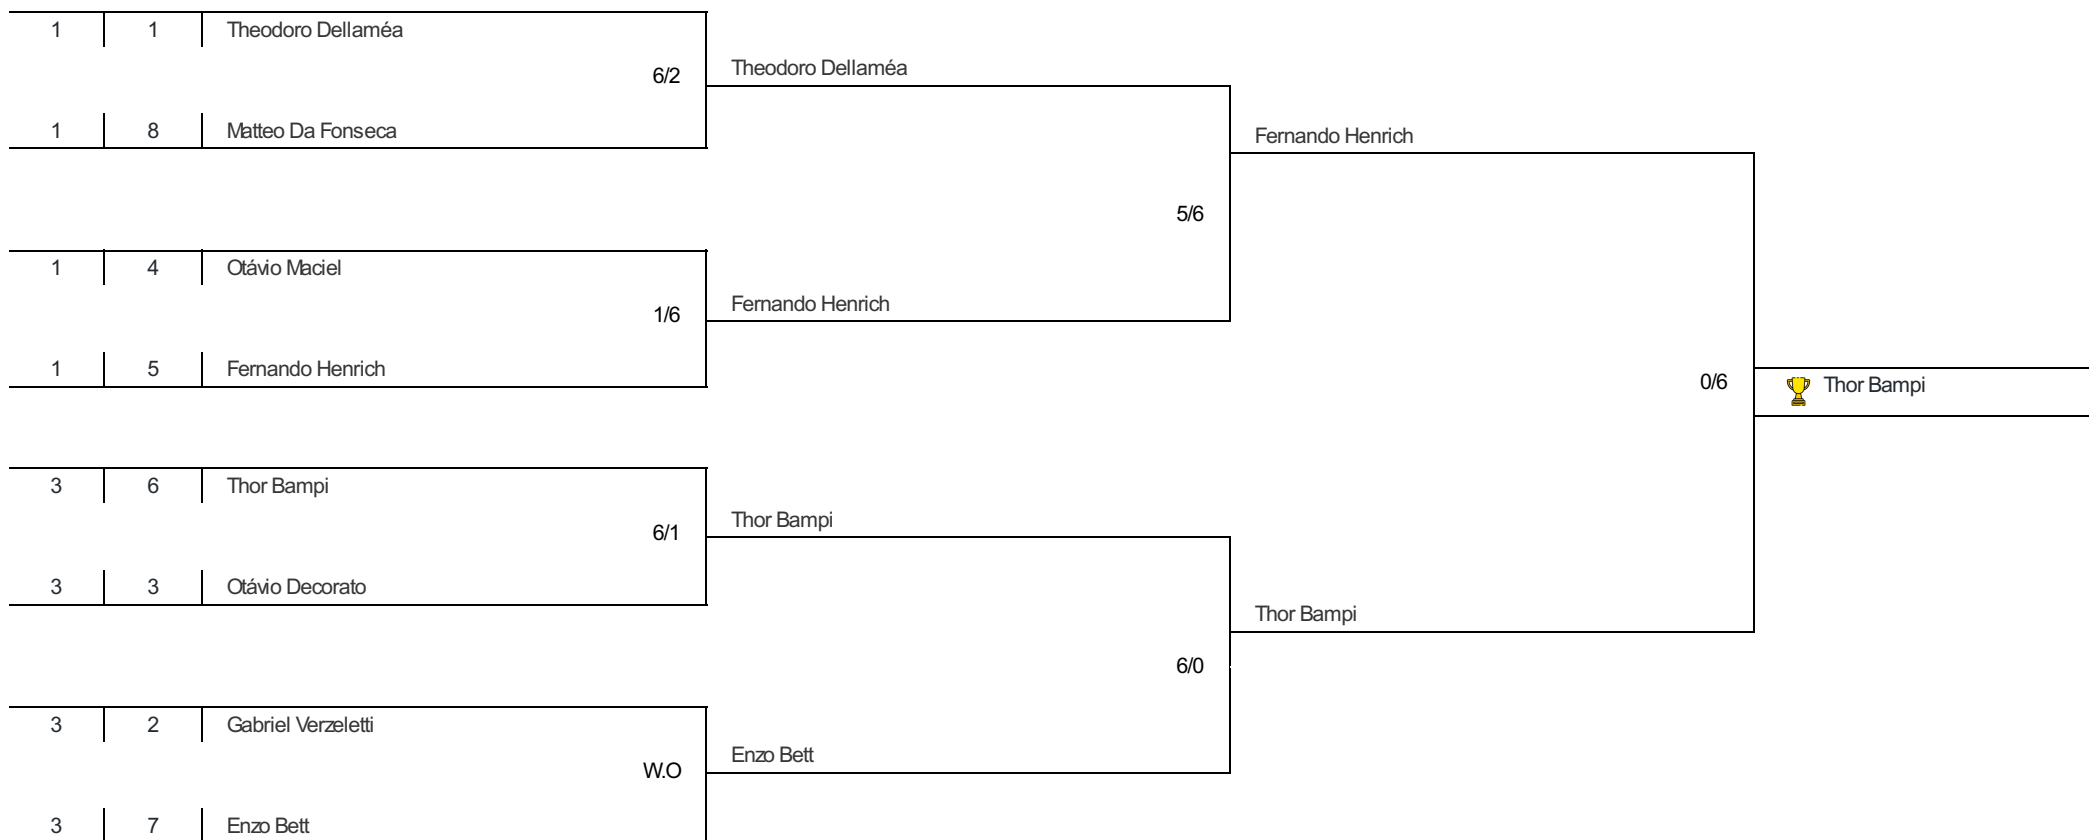 1 1 Theodoro Dellaméa
6/2
Theodoro Dellaméa
1 8 Matteo Da Fonseca
Fernando Henrich
5/6
1 4 Otávio Maciel
1/6
Fernando Henrich
1 5 Fernando Henrich
0/6
Thor Bampi
3 6 Thor Bampi
6/1
Thor Bampi
3 3 Otávio Decorato
Thor Bampi
6/0
3 2 Gabriel Verzeletti
W.O
Enzo Bett
3 7 Enzo Bett